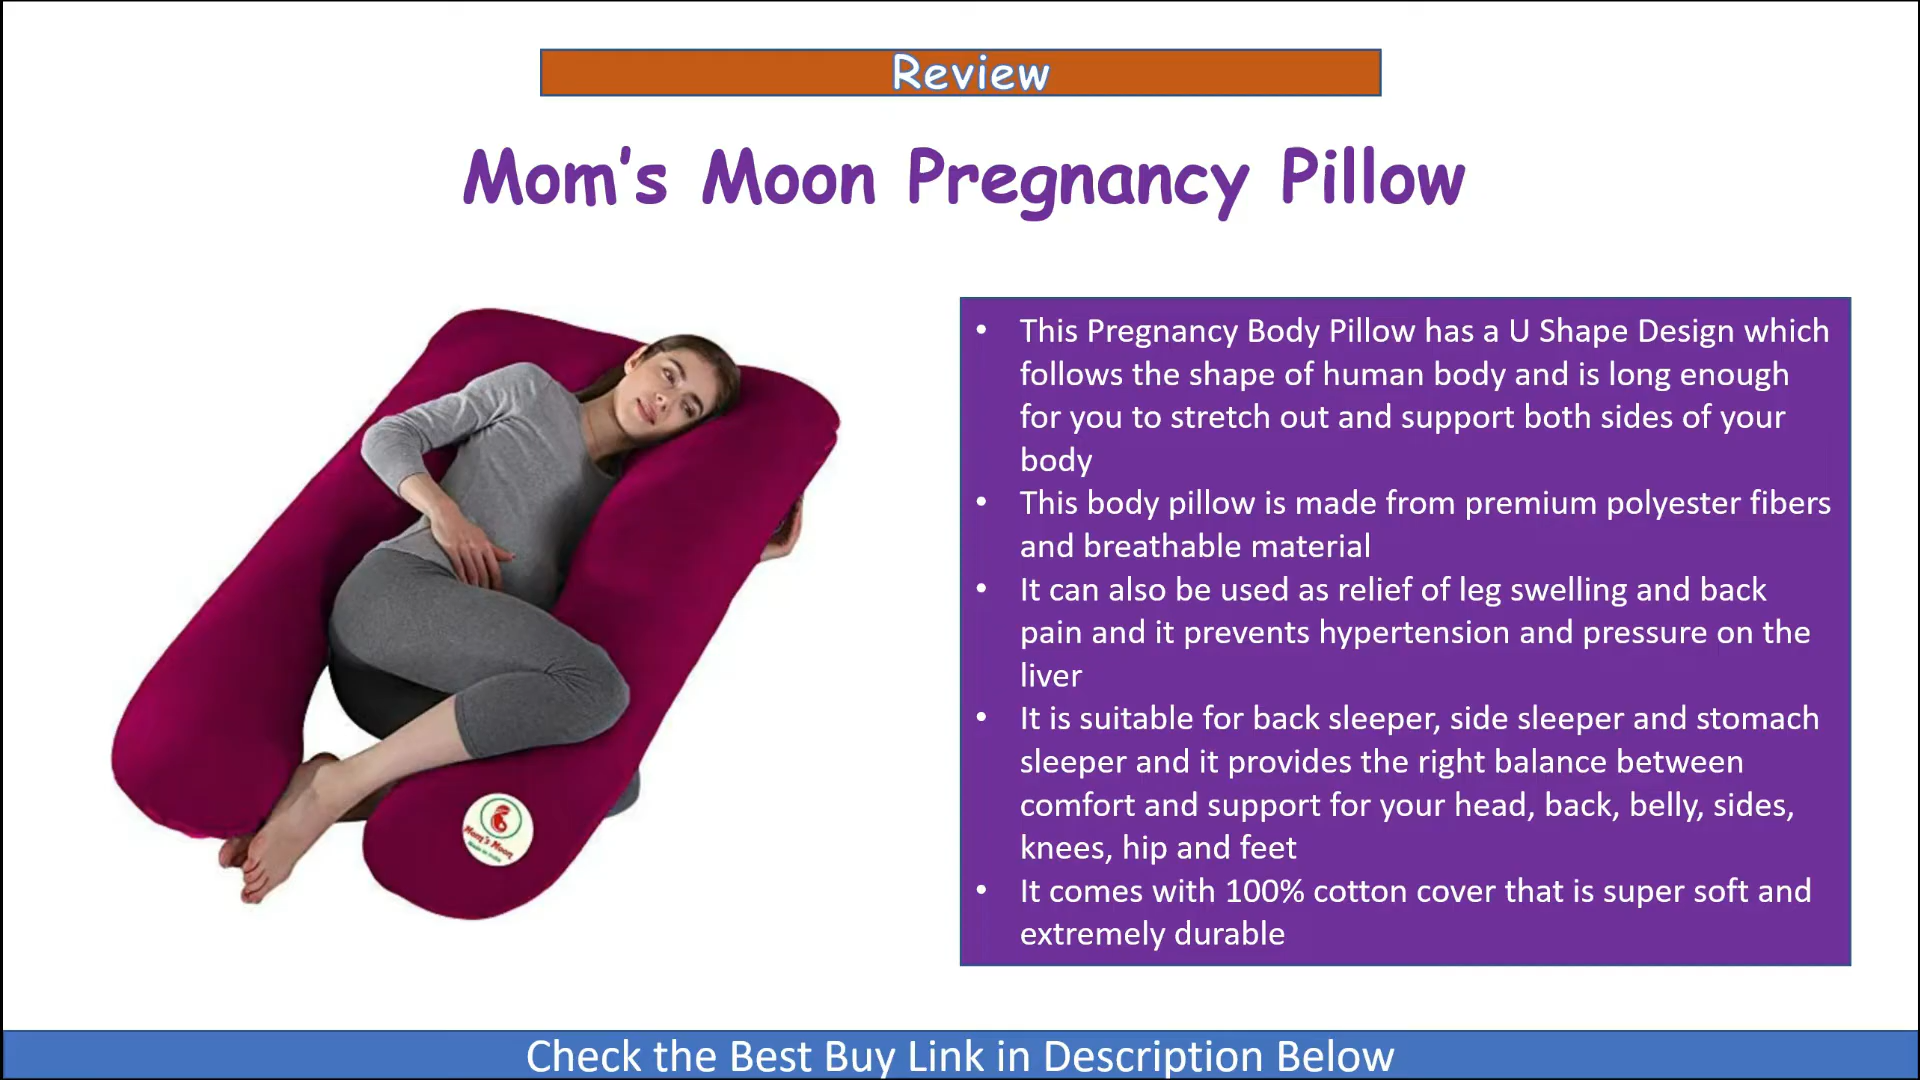 Review
Mom's Moon Pregnancy Pillow
• This Pregnancy Body Pillow has a U Shape Design which
follows the shape of human body and is long enough
for you to stretch out and support both sides of your
body
• This body pillow is made from premium polyester fibers
and breathable material
• It can also be used as relief of leg swelling and back
pain and it prevents hypertension and pressure on the
liver
• It is suitable for back sleeper, side sleeper and stomach
sleeper and it provides the right balance between
comfort and support for your head, back, belly, sides,
knees, hip and feet
• It comes with 100% cotton cover that is super soft and
extremely durable
Mom's Moon
Made in India
Check the Best Buy Link in Description Below